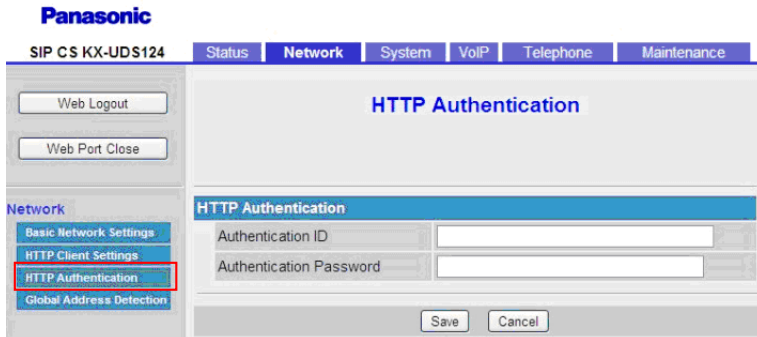 Panasonic
SIP CS KX-UDS124
Status Network System VoIP Telephone Maintenance
Web Logout
Web Port Close
HTTP Authentication
Network
Basic Network Settings
HTTP Client Settings
HTTP Authentication
Global Address Detection
HTTP Authentication
Authentication ID
Authentication Password
Save Cancel